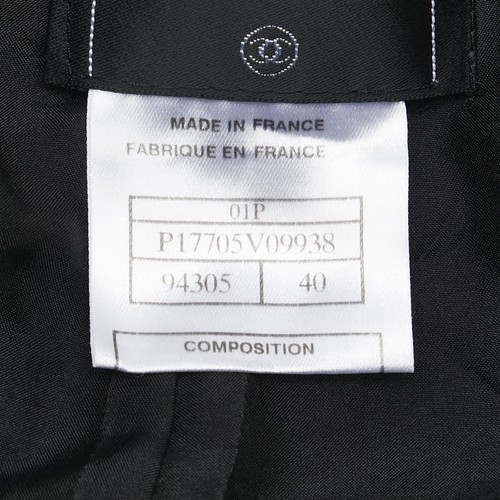 MADE IN FRANCE
FABRIQUE EN FRANCE
01P
P17705V09938
94305 40
COMPOSITION